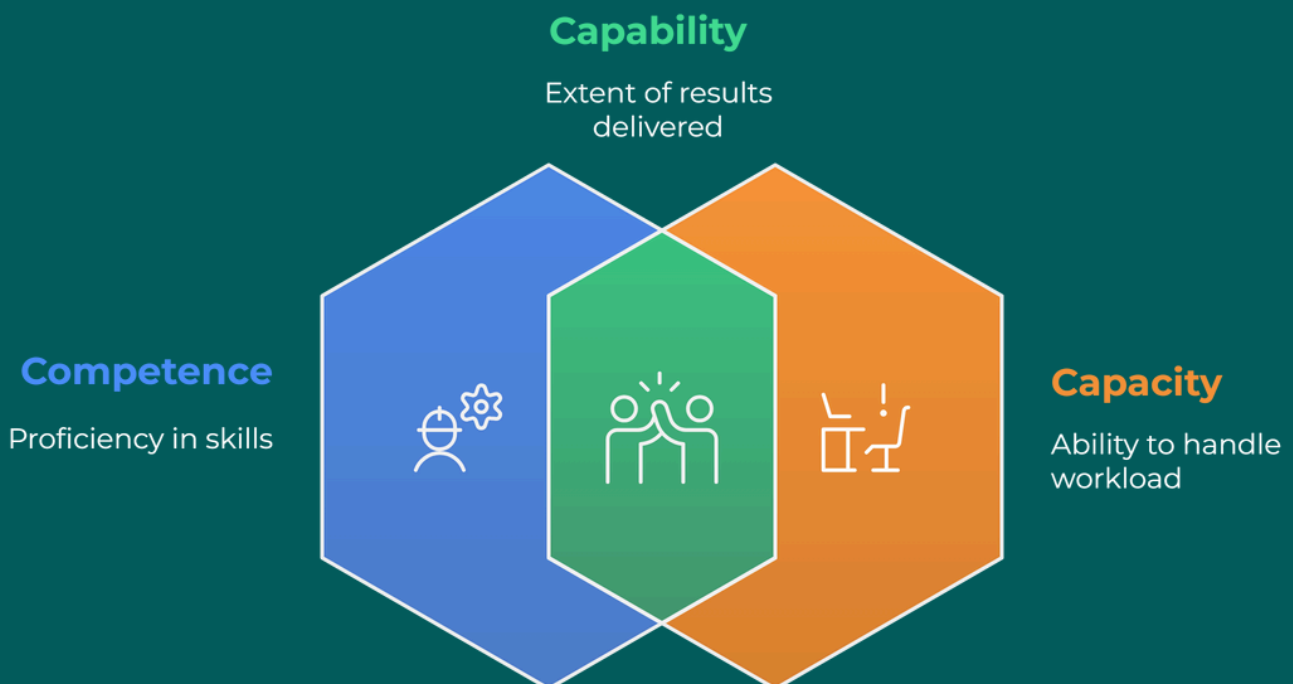 Capability
Extent of results
delivered
Competence
Proficiency in skills
Capacity
Ability to handle
workload